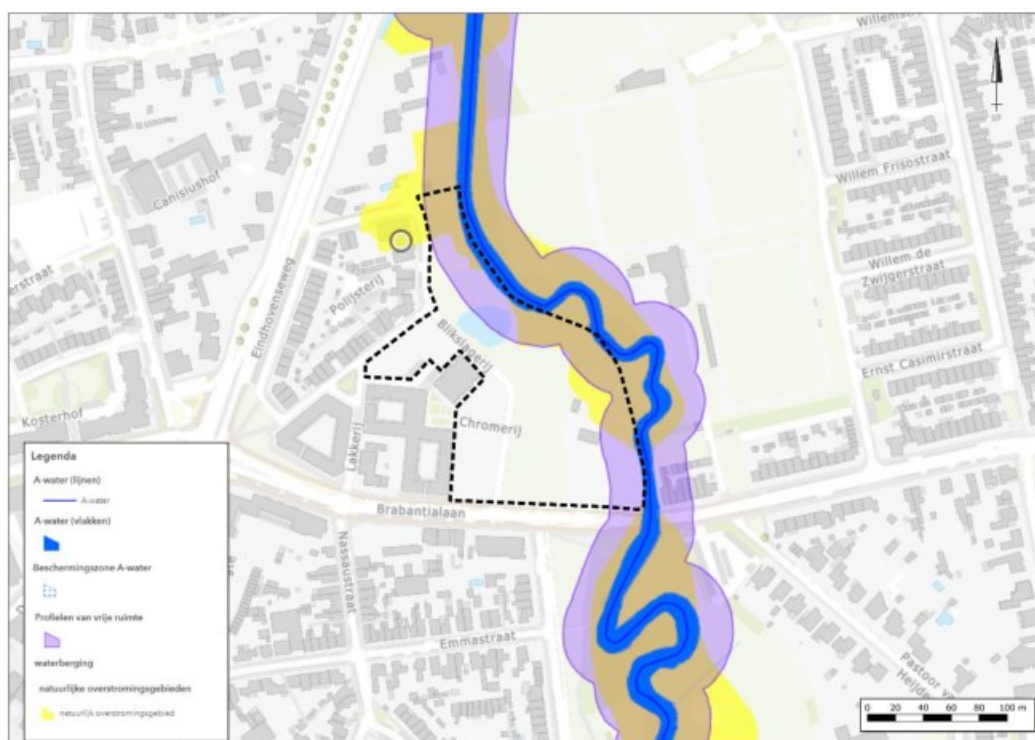 Willemstr
Willem Frisostraat
Willem de
Zwijgerstraat
Ernst Casimirstraat
Canisiushof
erstraat
Eindhovenseweg
Polijsterij
Blikslagerij
Kosterhof
Lakkerij
Chromerij
Brabantialaan
Nassaustraat
Emmastraat
Pastoor v
Heijde
Legenda
A-water (lijnen)
A-water
A-water (vlakken)
Beschermingszone A-water
Profielen van vrije ruimte
waterberging
natuurlijke overstromingsgebieden
natuurlijk overstromingsgebied
0 20 40 60 80 100 m